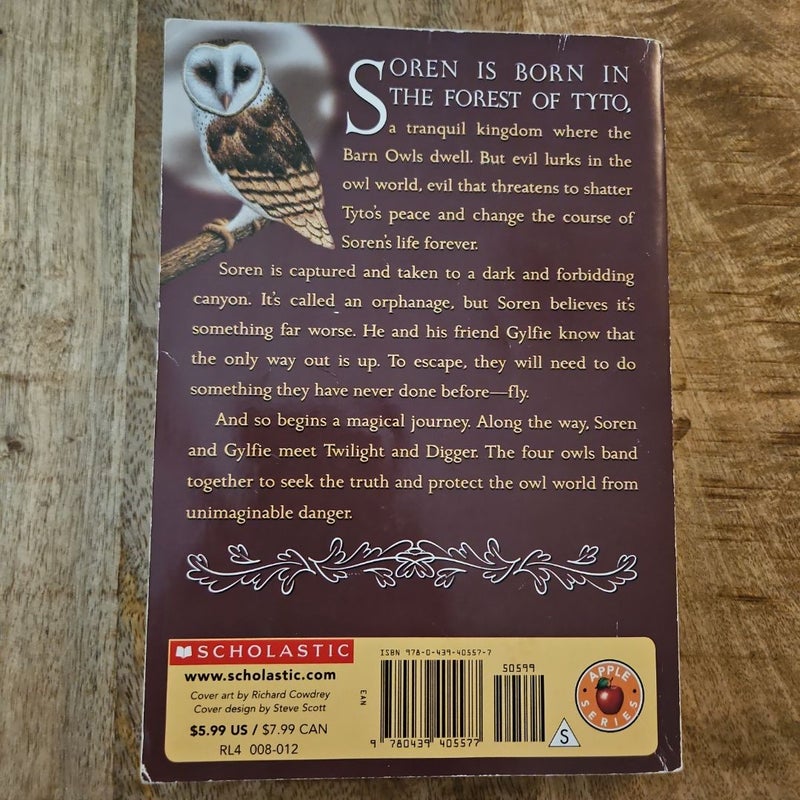 SOREN IS BORN IN
THE FOREST OF TYTO,
a tranquil kingdom where the
Barn Owls dwell. But evil lurks in the
owl world, evil that threatens to shatter
Tyto's peace and change the course of
Soren's life forever.
Soren is captured and taken to a dark and forbidding
canyon. It's called an orphanage, but Soren believes it's
something far worse. He and his friend Gylfie know that
the only way out is up. To escape, they will need to do
something they have never done before—fly.
And so begins a magical journey. Along the way, Soren
and Gylfie meet Twilight and Digger. The four owls band
together to seek the truth and protect the owl world from
unimaginable danger.
SCHOLASTIC
www.scholastic.com
Cover art by Richard Cowdrey
Cover design by Steve Scott
$5.99 US / $7.99 CAN
RL4 008-012
EAN
ISBN 978-0-439-40557-7
50599
9 780439 405577
S
APPLE
SERIES